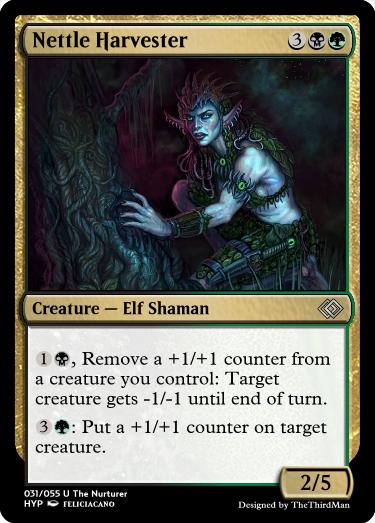 Nettle Harvester 3
Creature — Elf Shaman
1 , Remove a +1/+1 counter from
a creature you control: Target
creature gets -1/-1 until end of turn.
3 : Put a +1/+1 counter on target
creature.
2/5
031/055 U The Nurturer
HYP FELICIACANO
Designed by TheThirdMan